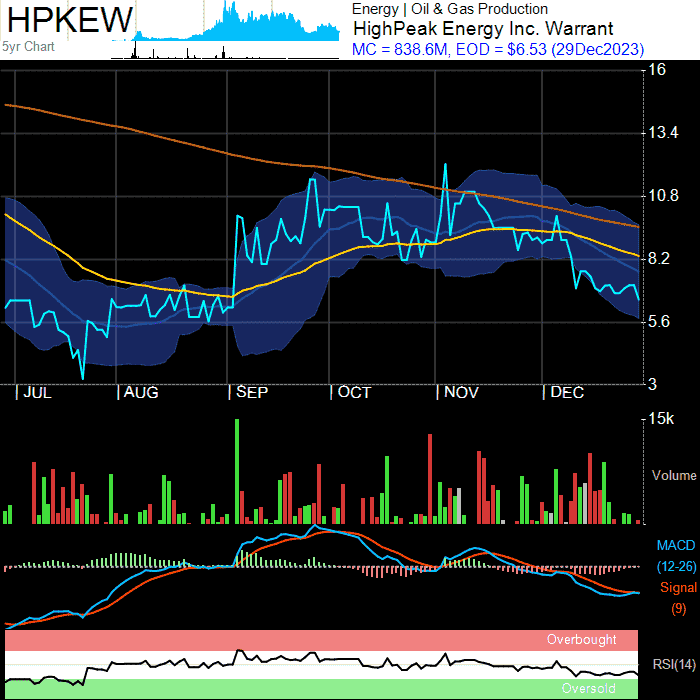 HPKEW
5yr Chart
Energy | Oil & Gas Production
HighPeak Energy Inc. Warrant
MC = 838.6M, EOD = $6.53 (29Dec2023)
16
13.4
10.8
8.2
5.6
3
| JUL | AUG | SEP | OCT | NOV | DEC
15k
Volume
MACD
(12-26)
Signal
(9)
Overbought
RSI(14)
Oversold